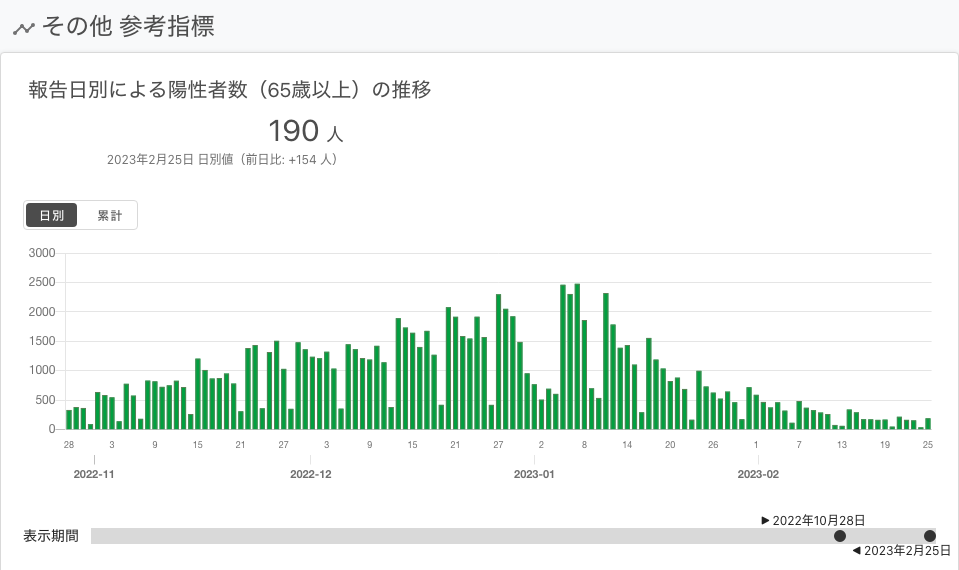 その他 参考指標
報告日別による陽性者数（65歳以上）の推移
190 人
2023年2月25日 日別値（前日比: +154 人）
日別 累計
3000
2500
2000
1500
1000
500
0
28 3 9 15 21 27 3 9 15 21 27 2 8 14 20 26 1 7 13 19 25
2022-11 2022-12 2023-01 2023-02
▶ 2022年10月28日
表示期間
◀ 2023年2月25日